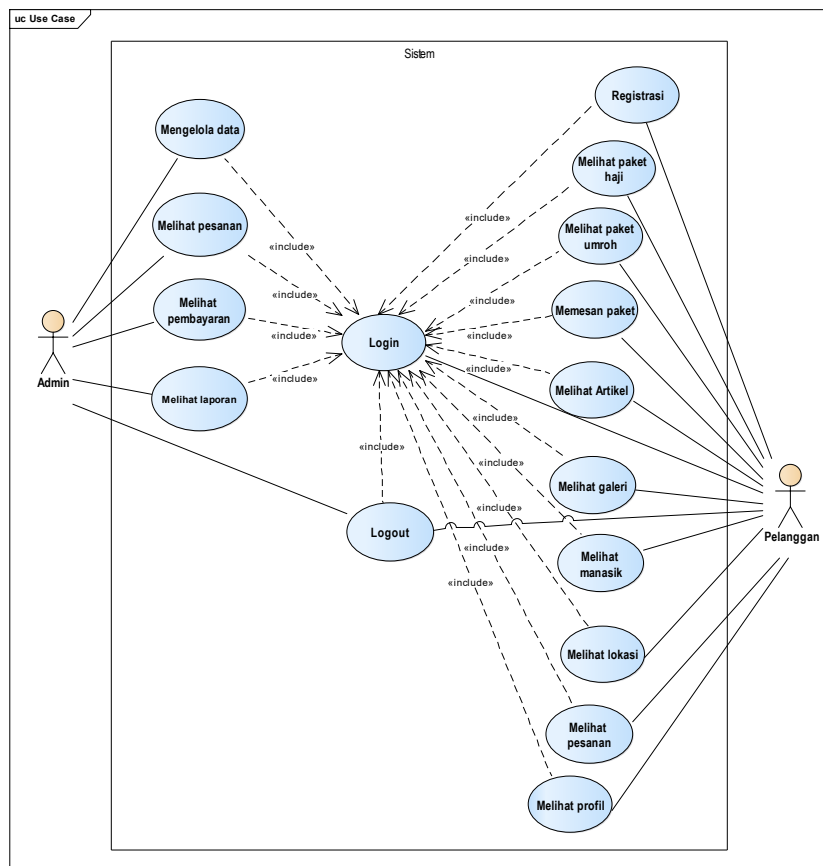 uc Use Case
Sistem
Registrasi
Mengelola data
Melihat paket
haji
Melihat pesanan
Melihat paket
umroh
«include»
«include»
«include»
«include»
«include»
Melihat
pembayaran
Memesan paket
«include»
«include»
Login
«include»
«include»
Admin
Melihat laporan
Melihat Artikel
«include»
«include»
«include»
Melihat galeri
Logout
«include»
Pelanggan
«include»
Melihat
manasik
«include»
Melihat lokasi
Melihat
pesanan
Melihat profil